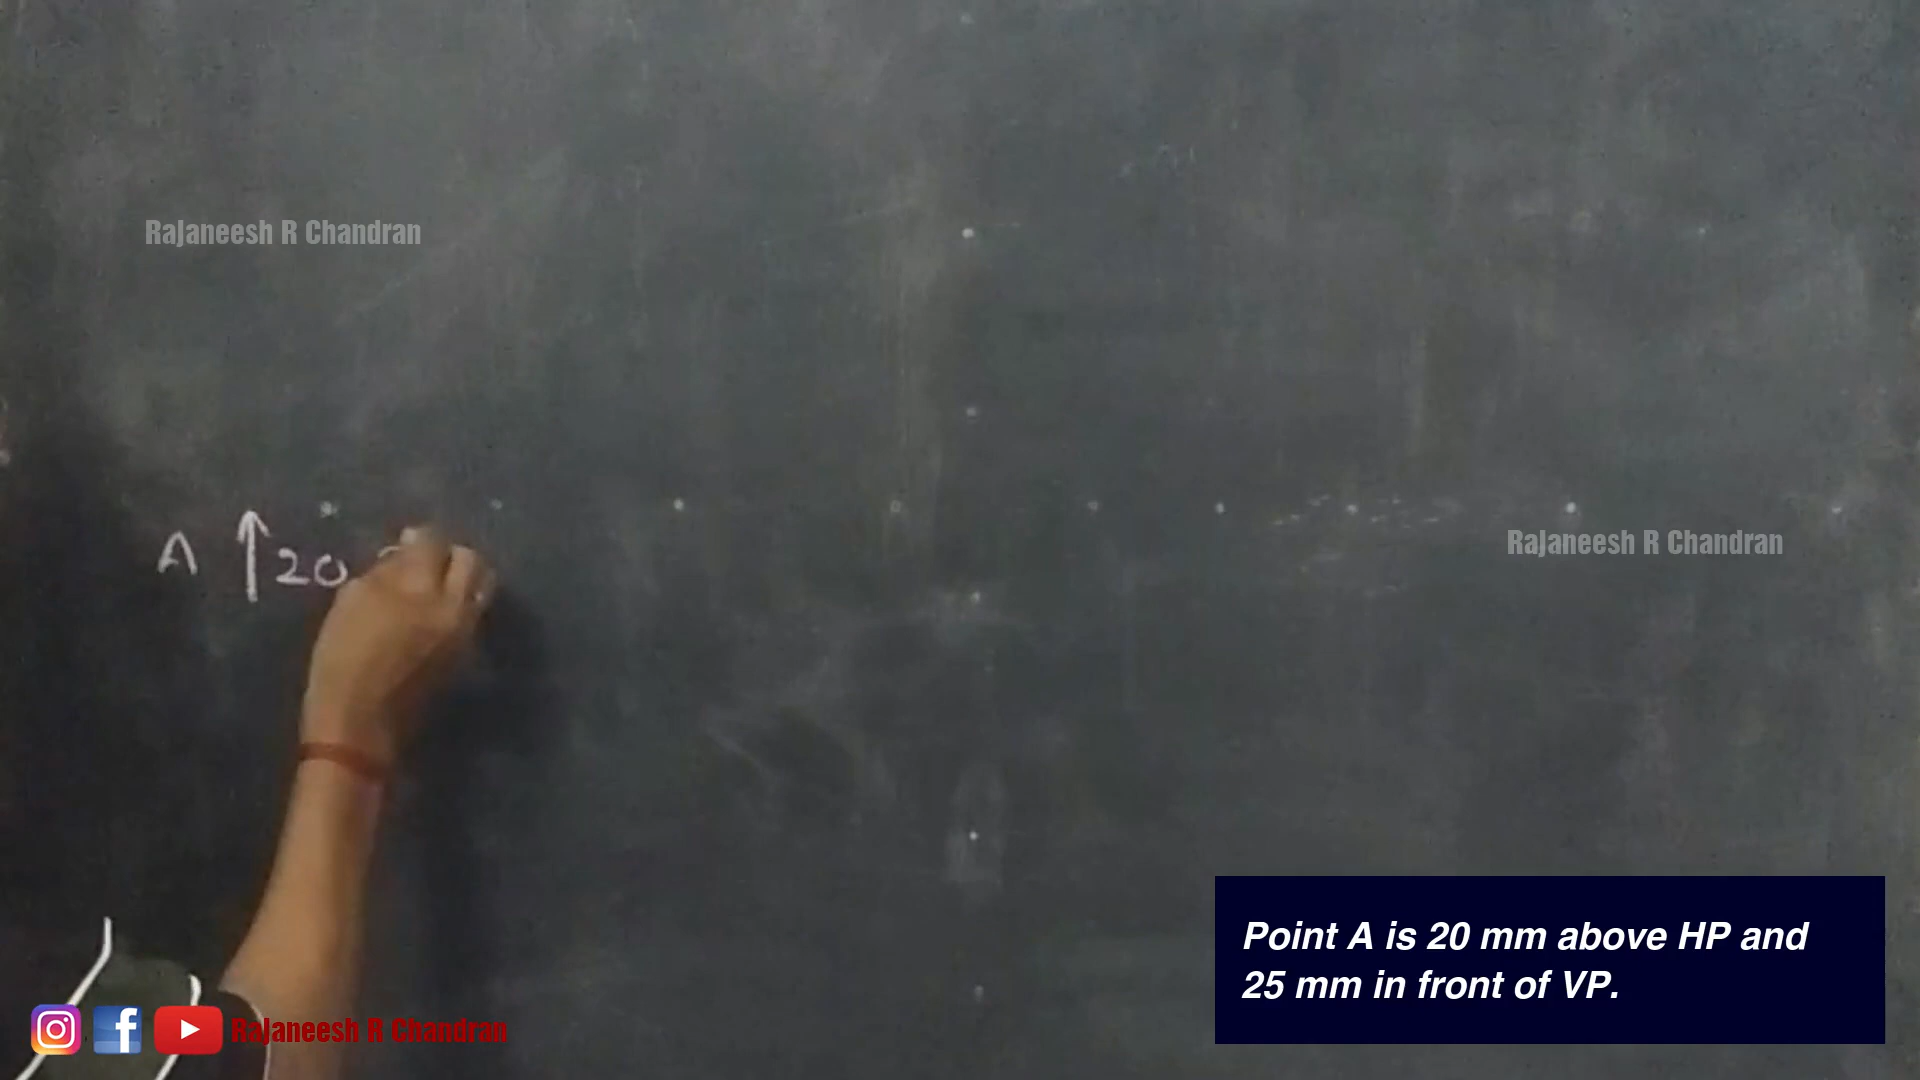 Rajaneesh R Chandran
A ↑ 20
Rajaneesh R Chandran
Point A is 20 mm above HP and
25 mm in front of VP.
Rajaneesh R Chandran